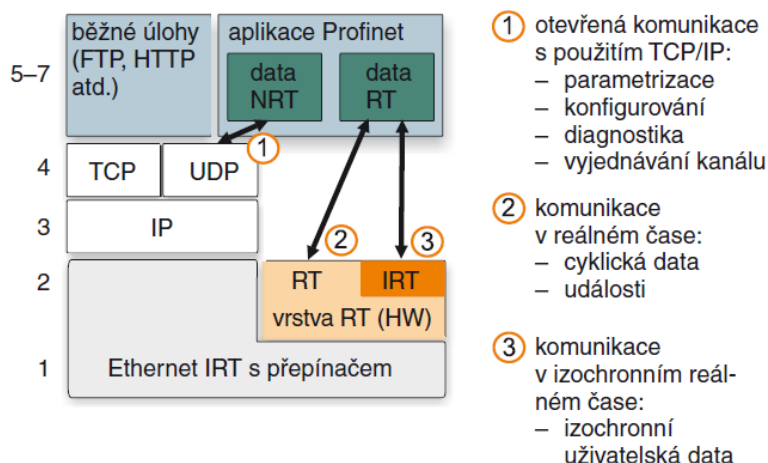 běžné úlohy
(FTP, HTTP
atd.)
aplikace Profinet
data
NRT
data
RT
5–7
1
4
TCP
UDP
3
IP
2
3
2
RT
IRT
vrstva RT (HW)
1
Ethernet IRT s přepínačem
1 otevřená komunikace
s použitím TCP/IP:
– parametrizace
– konfigurování
– diagnostika
– vyjednávání kanálu
2 komunikace
v reálném čase:
– cyklická data
– události
3 komunikace
v izochronním reál-
ném čase:
– izochronní
uživatelská data